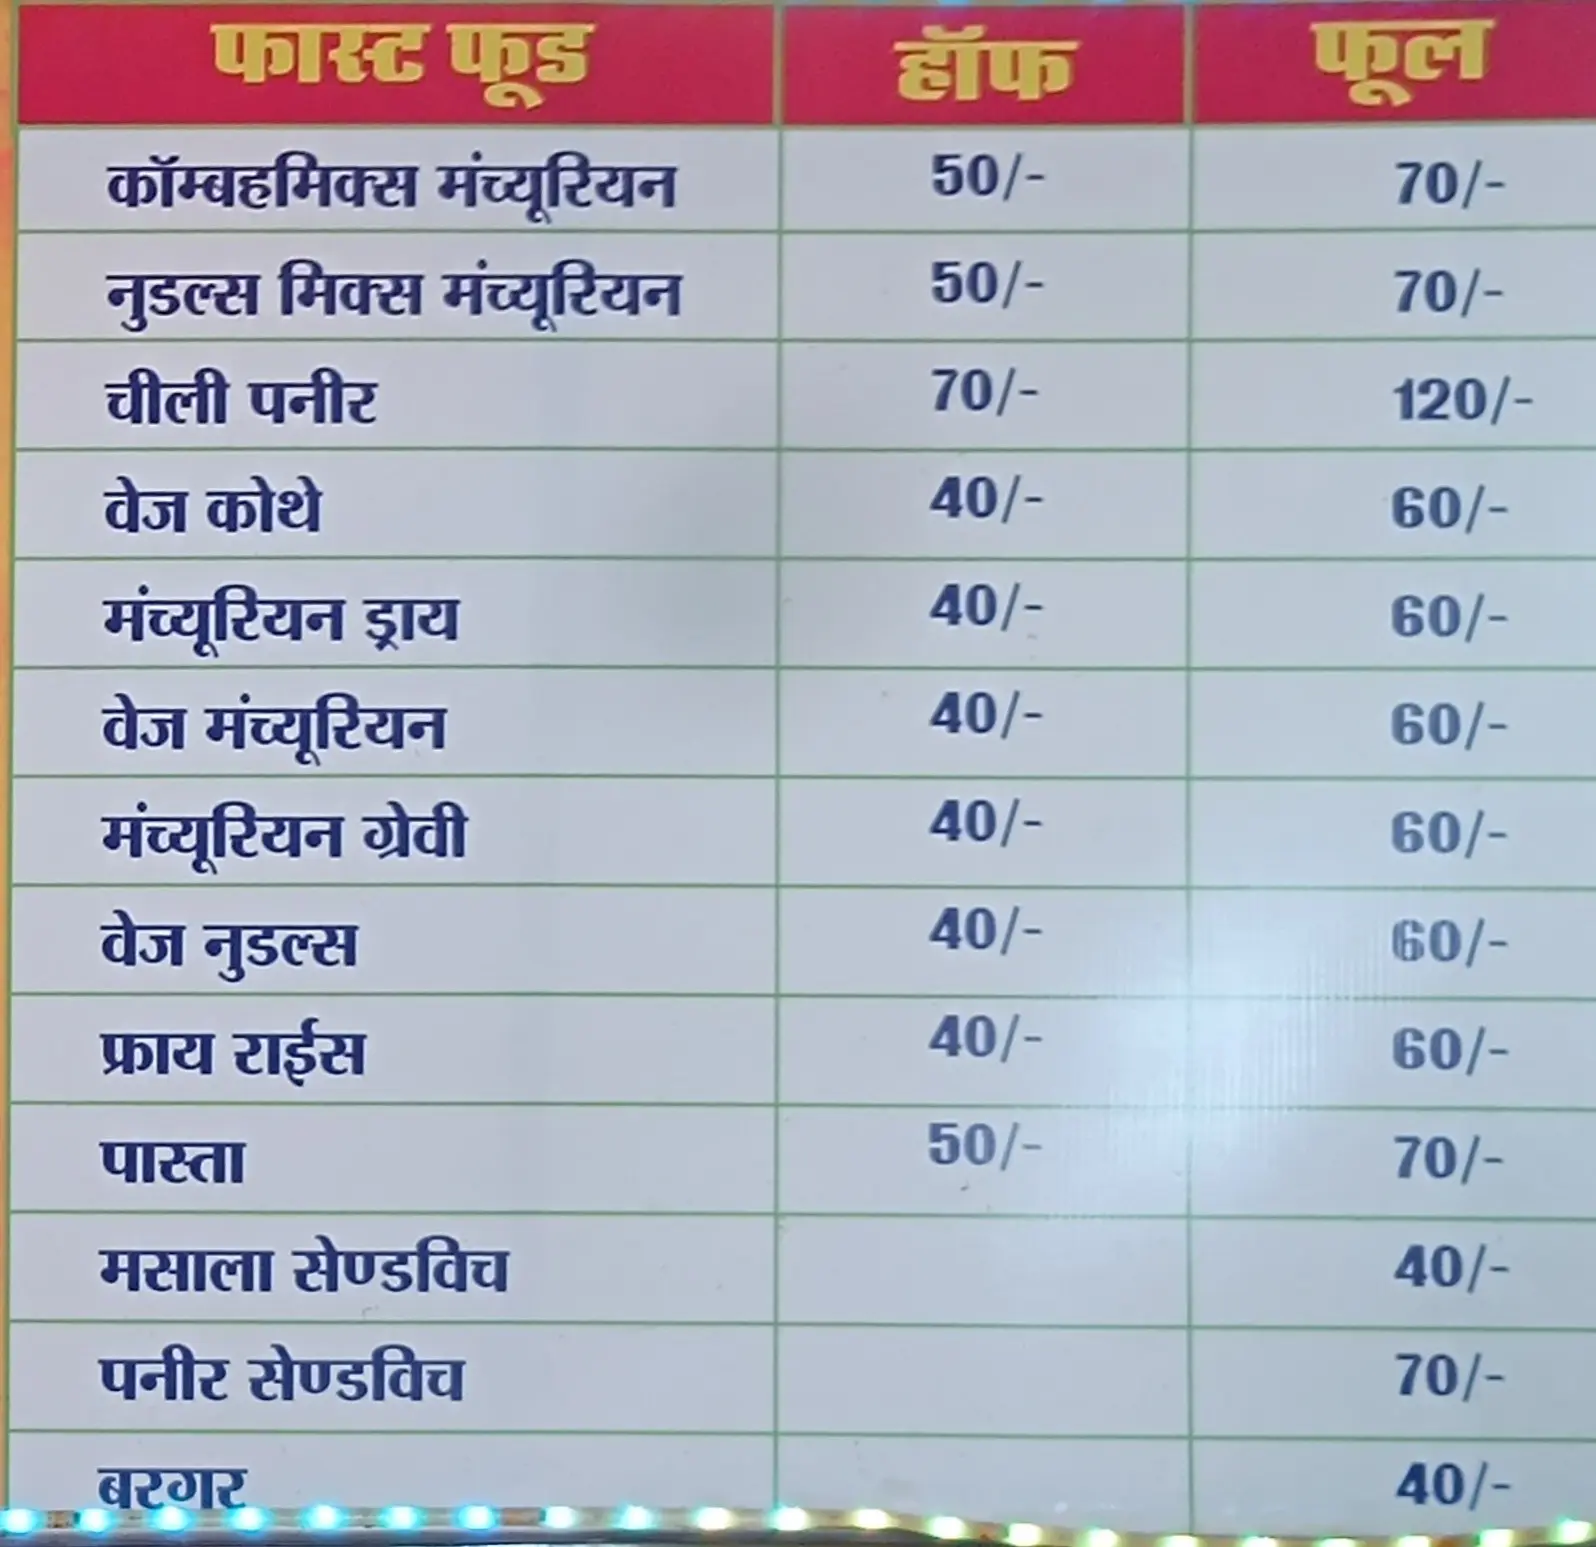 फास्ट फूड हॉफ फूल
कॉम्बहमिक्स मंच्यूरियन 50/- 70/-
नुडल्स मिक्स मंच्यूरियन 50/- 70/-
चीली पनीर 70/- 120/-
वेज कोथे 40/- 60/-
मंच्यूरियन ड्राय 40/- 60/-
वेज मंच्यूरियन 40/- 60/-
मंच्यूरियन ग्रेवी 40/- 60/-
वेज नुडल्स 40/- 60/-
फ्राय राईस 40/- 60/-
पास्ता 50/- 70/-
मसाला सेण्डविच 40/-
पनीर सेण्डविच 70/-
बरगर 40/-